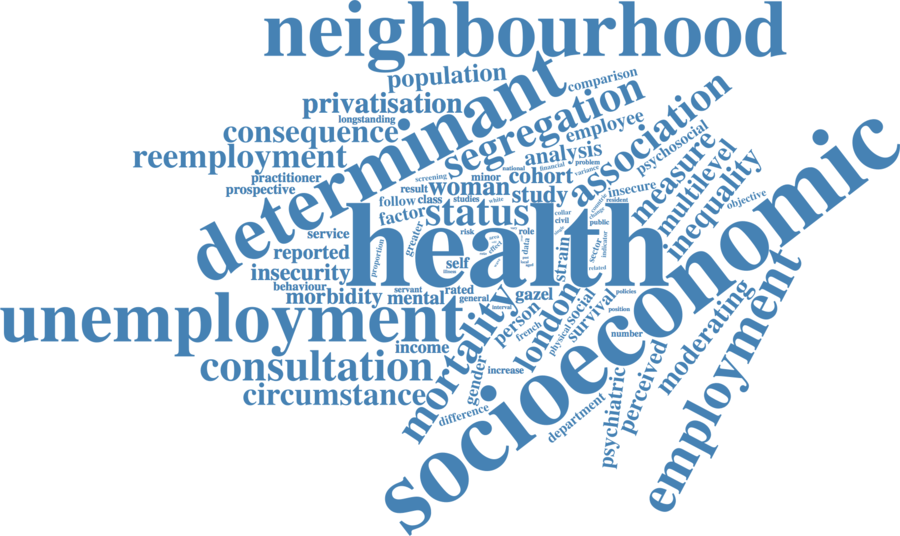 neighbourhood
population
comparison
privatisation
determinant
segregation
longstanding
employee
association
consequence
psychosocial
analysis
reemployment
national
financial
problem
variance
practitioner
screening
minor
cohort
measure
multilevel
prospective
result
woman
study
insecure
inequality
objective
follow
class
studies
white
resident
factor
status
collar
civil
public
service
greater
risk
role
health
socioeconomic
reported
proportion
effect
data
strain
sector
indicator
insecurity
self
illness
related
behaviour
servant
rated
policies
morbidity
mental
general
gazel
social
unemployment
interval
person
survival
position
mortality
french
london
physical
number
income
moderating
employment
consultation
gender
increase
perceived
circumstance
psychiatric
difference
department